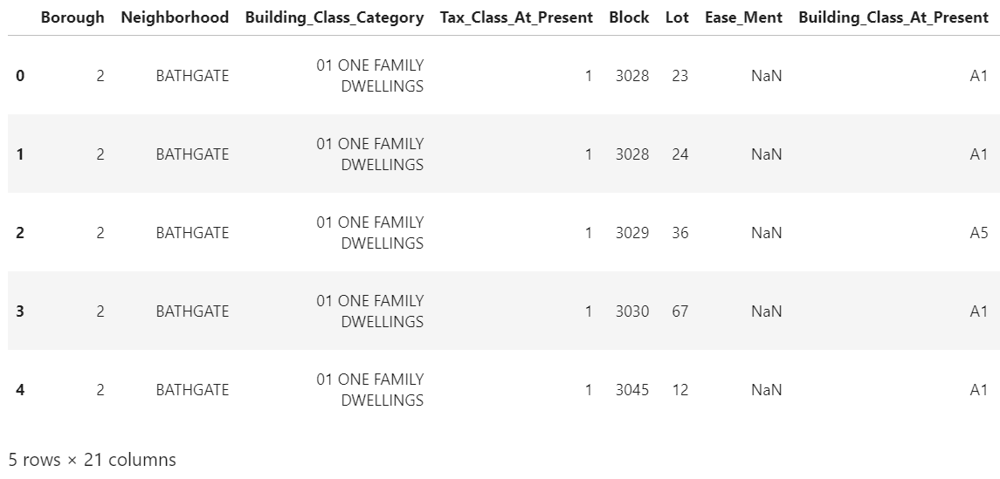 Borough Neighborhood Building_Class_Category Tax_Class_At_Present Block Lot Ease_Ment Building_Class_At_Present
0 2 BATHGATE 01 ONE FAMILY DWELLINGS 1 3028 23 NaN A1
1 2 BATHGATE 01 ONE FAMILY DWELLINGS 1 3028 24 NaN A1
2 2 BATHGATE 01 ONE FAMILY DWELLINGS 1 3029 36 NaN A5
3 2 BATHGATE 01 ONE FAMILY DWELLINGS 1 3030 67 NaN A1
4 2 BATHGATE 01 ONE FAMILY DWELLINGS 1 3045 12 NaN A1
5 rows × 21 columns